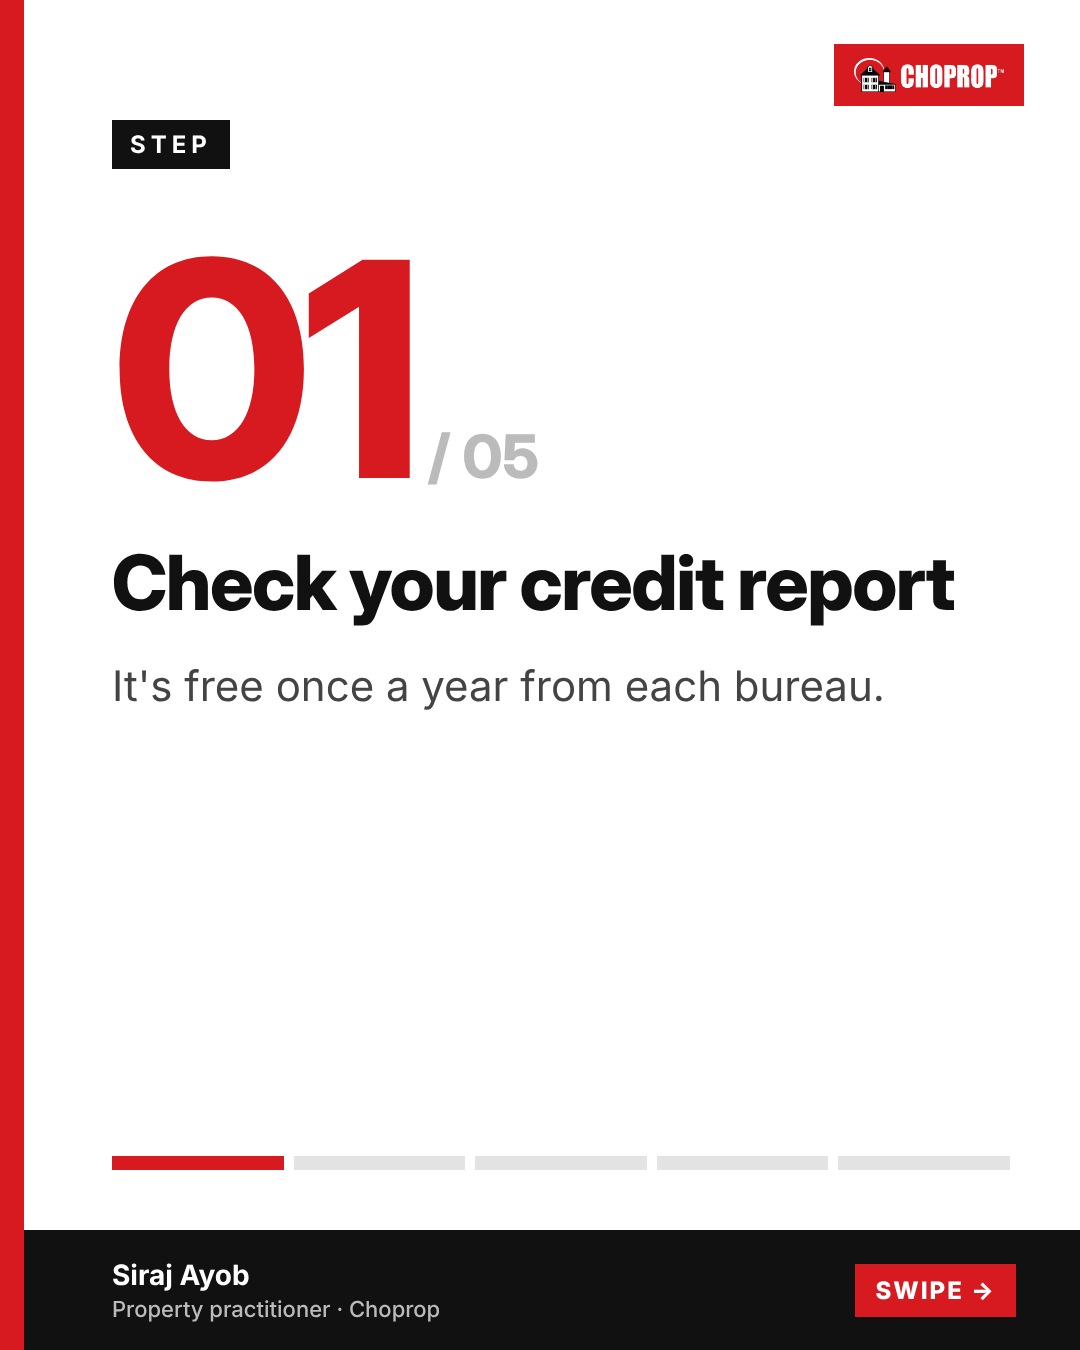 CHOPROP™
STEP
01 / 05
Check your credit report
It's free once a year from each bureau.
Siraj Ayob
Property practitioner · Choprop
SWIPE →